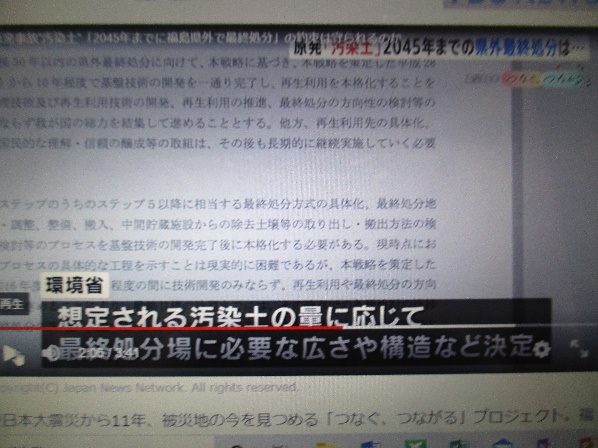 "2045年までに福島県外で最終処分"の約束は守られるのか
原発「汚染土」2045年までの県外最終処分は…
つなぐ、つながる
後30年以内の県外最終処分に向けて、本戦略に基づき、本戦略を策定した平成28
から10年程度で基盤技術の開発を一通り完了し、再生利用を本格化することを
減技術及び再生利用技術の開発、再生利用の推進、最終処分の方向性の検討等の
ならず我が国の総力を結集して進めることとする。他方、再生利用先の具体化、
国民的な理解・信頼の醸成等の取組は、その後も長期的に継続実施していく必要
ステップのうちのステップ5以降に相当する最終処分方式の具体化、最終処分地
・調整、整備、搬入、中間貯蔵施設からの除去土壌等の取り出し・搬出方法の検
検討等のプロセスを基盤技術の開発完了後に本格化する必要がある。現時点にお
プロセスの具体的な工程を示すことは現実的に困難であるが、本戦略を策定した
016年度 程度の間に技術開発のみならず、再生利用や最終処分の方向
環境省
再生
想定される汚染土の量に応じて
最終処分場に必要な広さや構造など決定
2:06 / 3:41
pyright(C) Japan News Network. All rights reserved.
日本大震災から11年、被災地の今を見つめる「つなぐ、つながる」プロジェクト。福